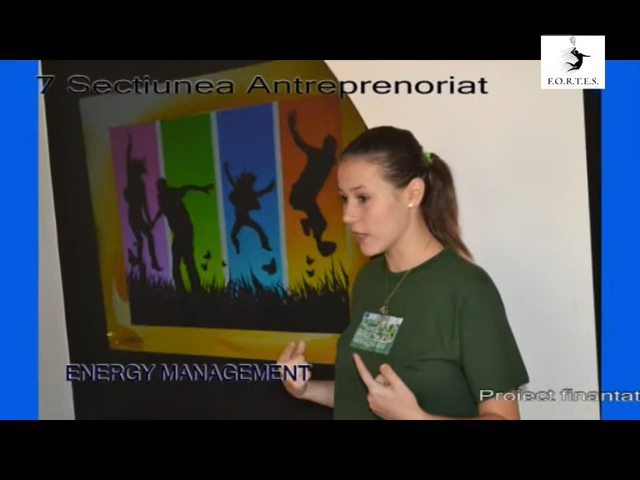 F.O.R.T.E.S.
7 Sectiunea Antreprenoriat
ENERGY MANAGEMENT
Proiect finantat